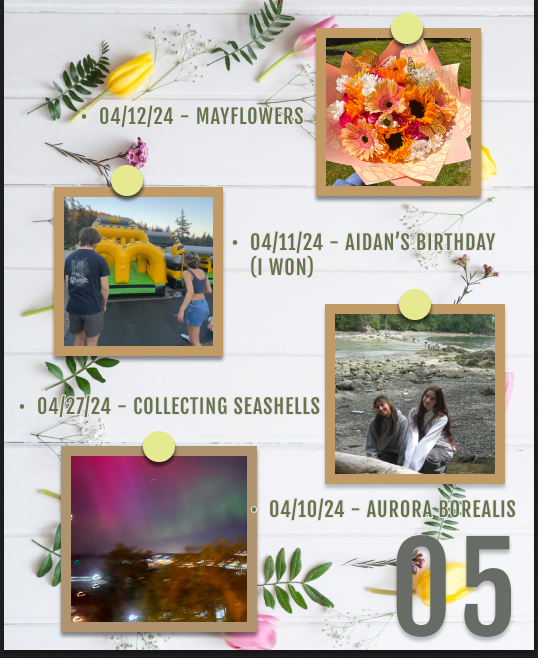 • 04/12/24 - MAYFLOWERS
• 04/11/24 - AIDAN'S BIRTHDAY
(I WON)
• 04/27/24 - COLLECTING SEASHELLS
• 04/10/24 - AURORA BOREALIS
05